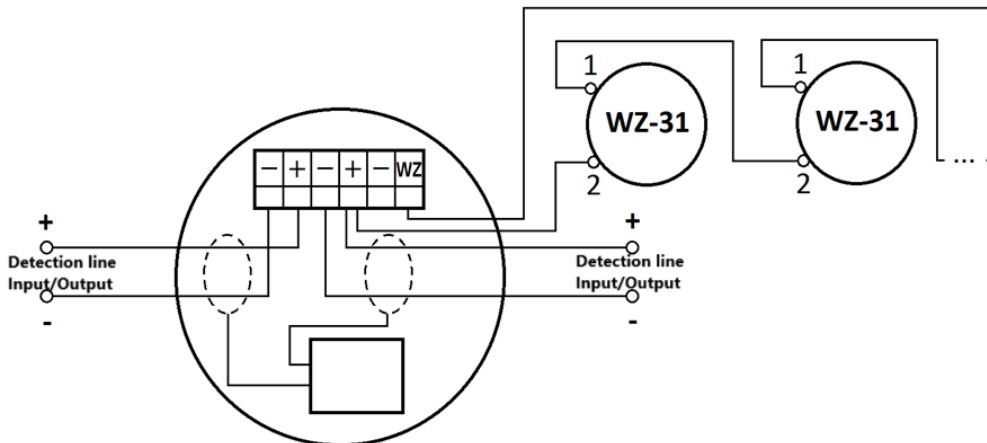 1
1
WZ-31
WZ-31
2
2
...
− + − + − WZ
+
+
Detection line
Input/Output
Detection line
Input/Output
-
-